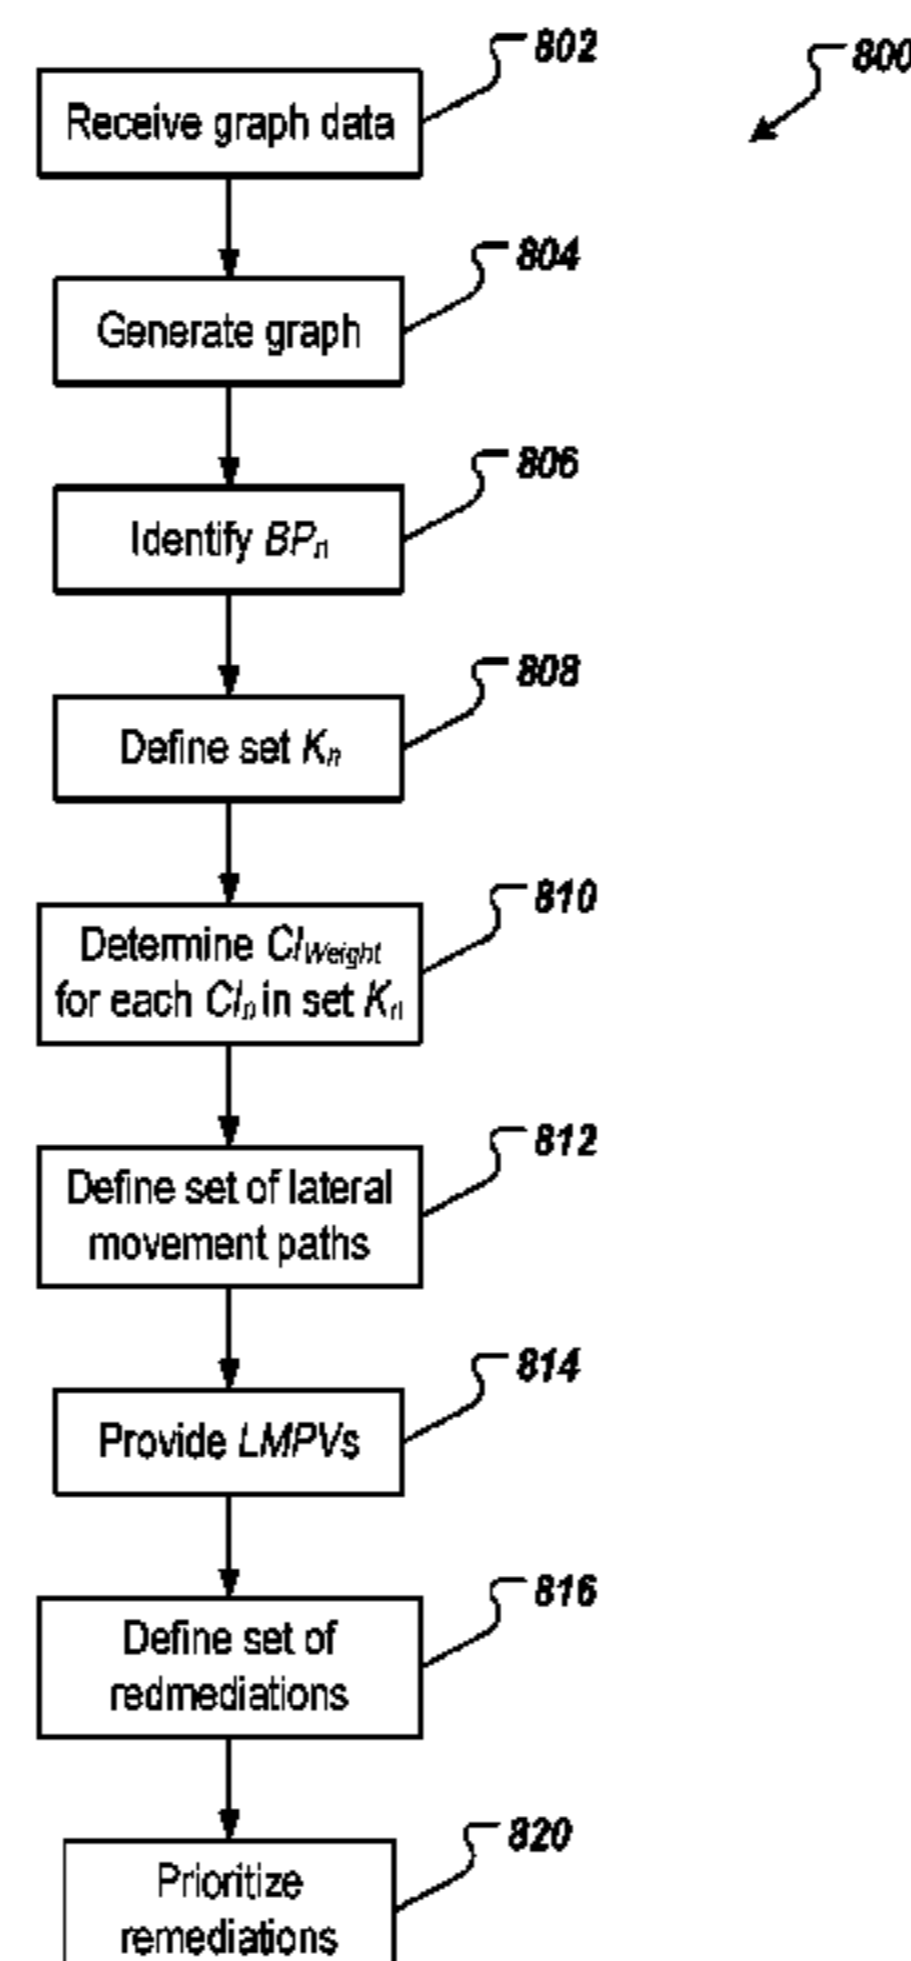 802
800
Receive graph data
804
Generate graph
806
Identify BPn
808
Define set Kn
810
Determine CIWeight
for each CIn in set Kn
812
Define set of lateral
movement paths
814
Provide LMPVs
816
Define set of
redmediations
820
Prioritize
remediations